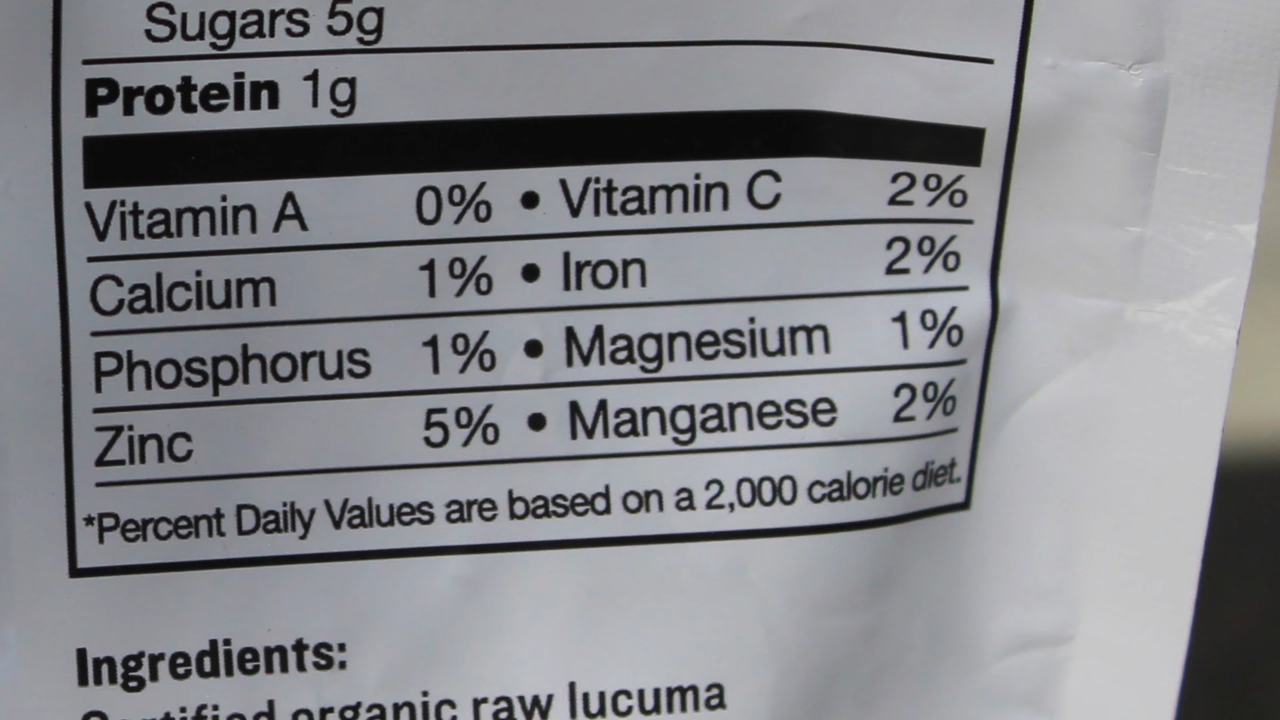 Sugars 5g
Protein 1g
Vitamin A 0% • Vitamin C 2%
Calcium 1% • Iron 2%
Phosphorus 1% • Magnesium 1%
Zinc 5% • Manganese 2%
*Percent Daily Values are based on a 2,000 calorie diet.
Ingredients:
Certified organic raw lucuma